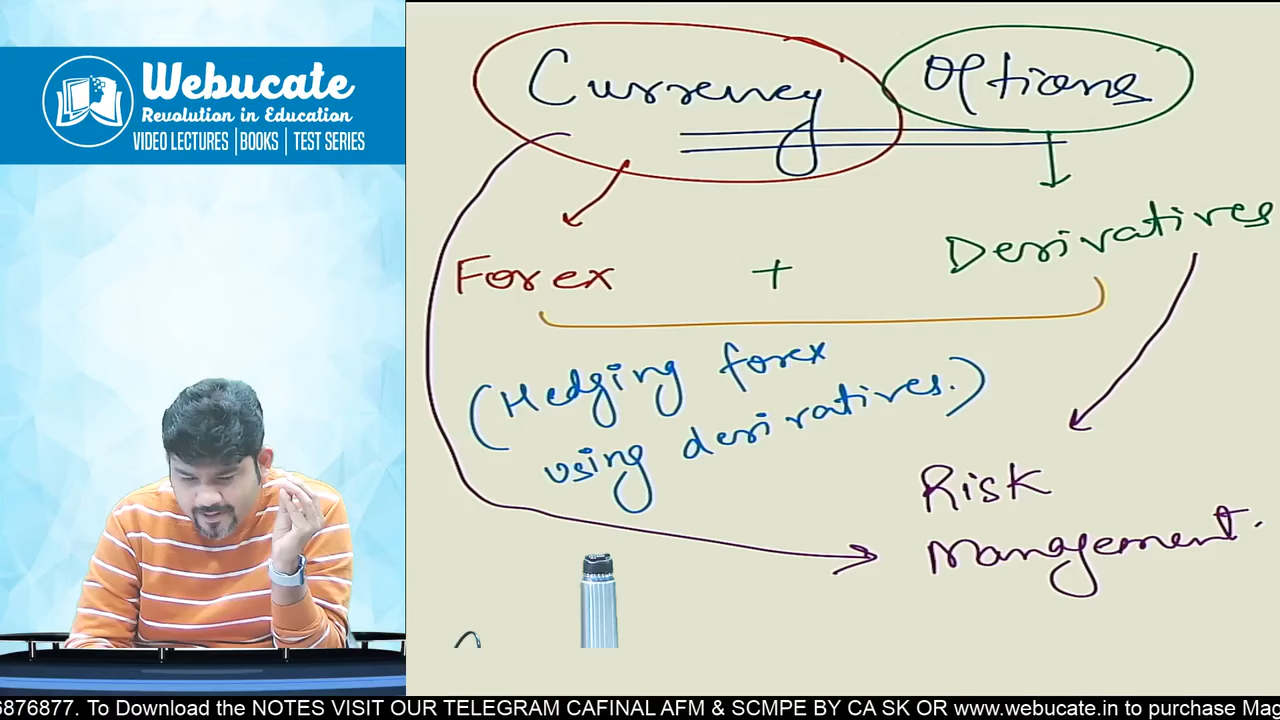 Webucate
Revolution in Education
VIDEO LECTURES | BOOKS | TEST SERIES
Currency Options
Forex + Derivatives
(Hedging forex
using derivatives.)
Risk
Management.
6876877. To Download the NOTES VISIT OUR TELEGRAM CAFINAL AFM & SCMPE BY CA SK OR www.webucate.in to purchase Mac